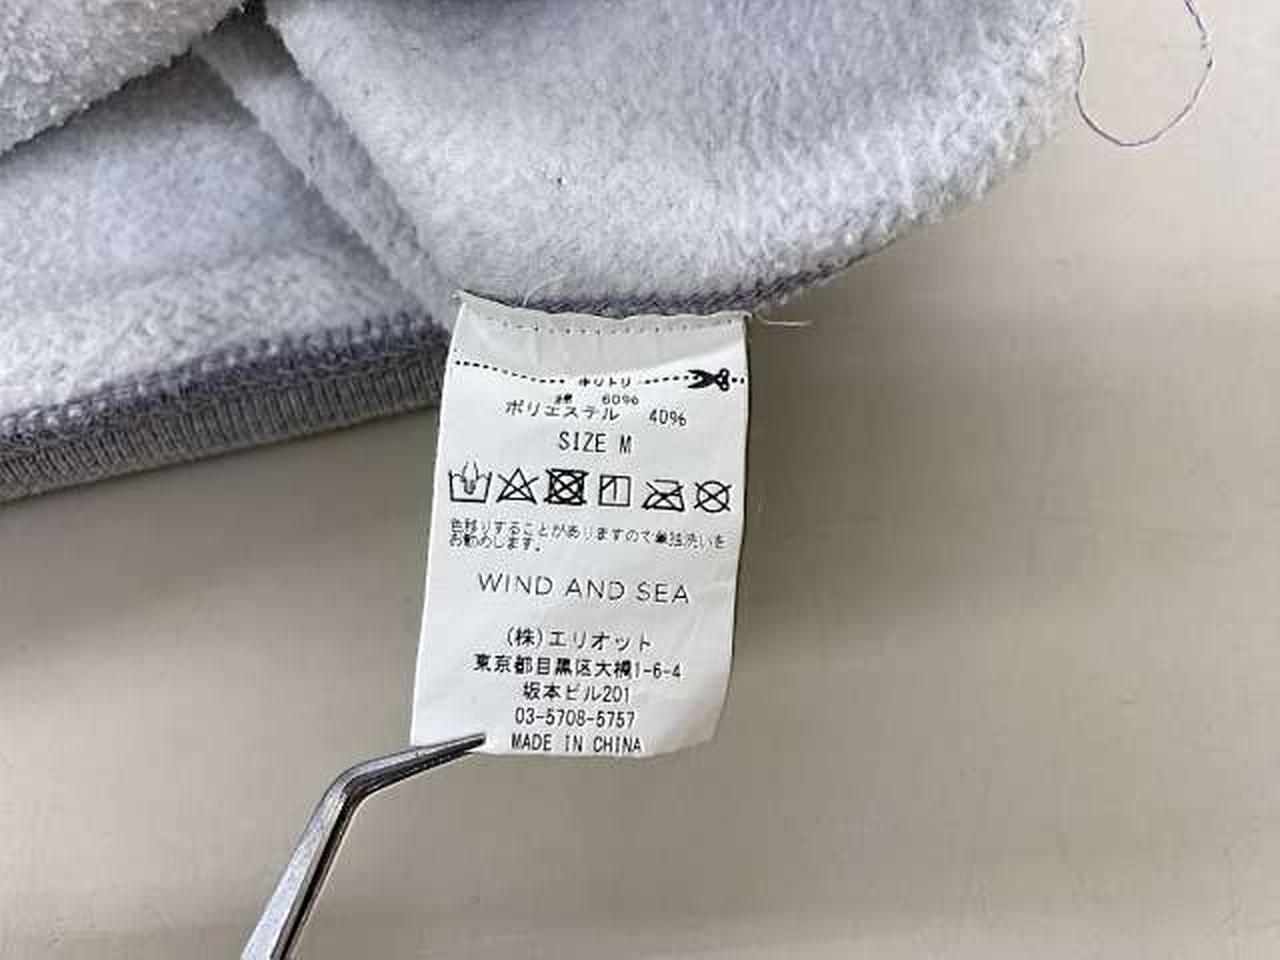 キリトリ
綿 60%
ポリエステル 40%
SIZE M
色移りすることがありますので単独洗いを
お勧めします。
WIND AND SEA
(株)エリオット
東京都目黒区大橋1-6-4
坂本ビル201
03-5708-5757
MADE IN CHINA